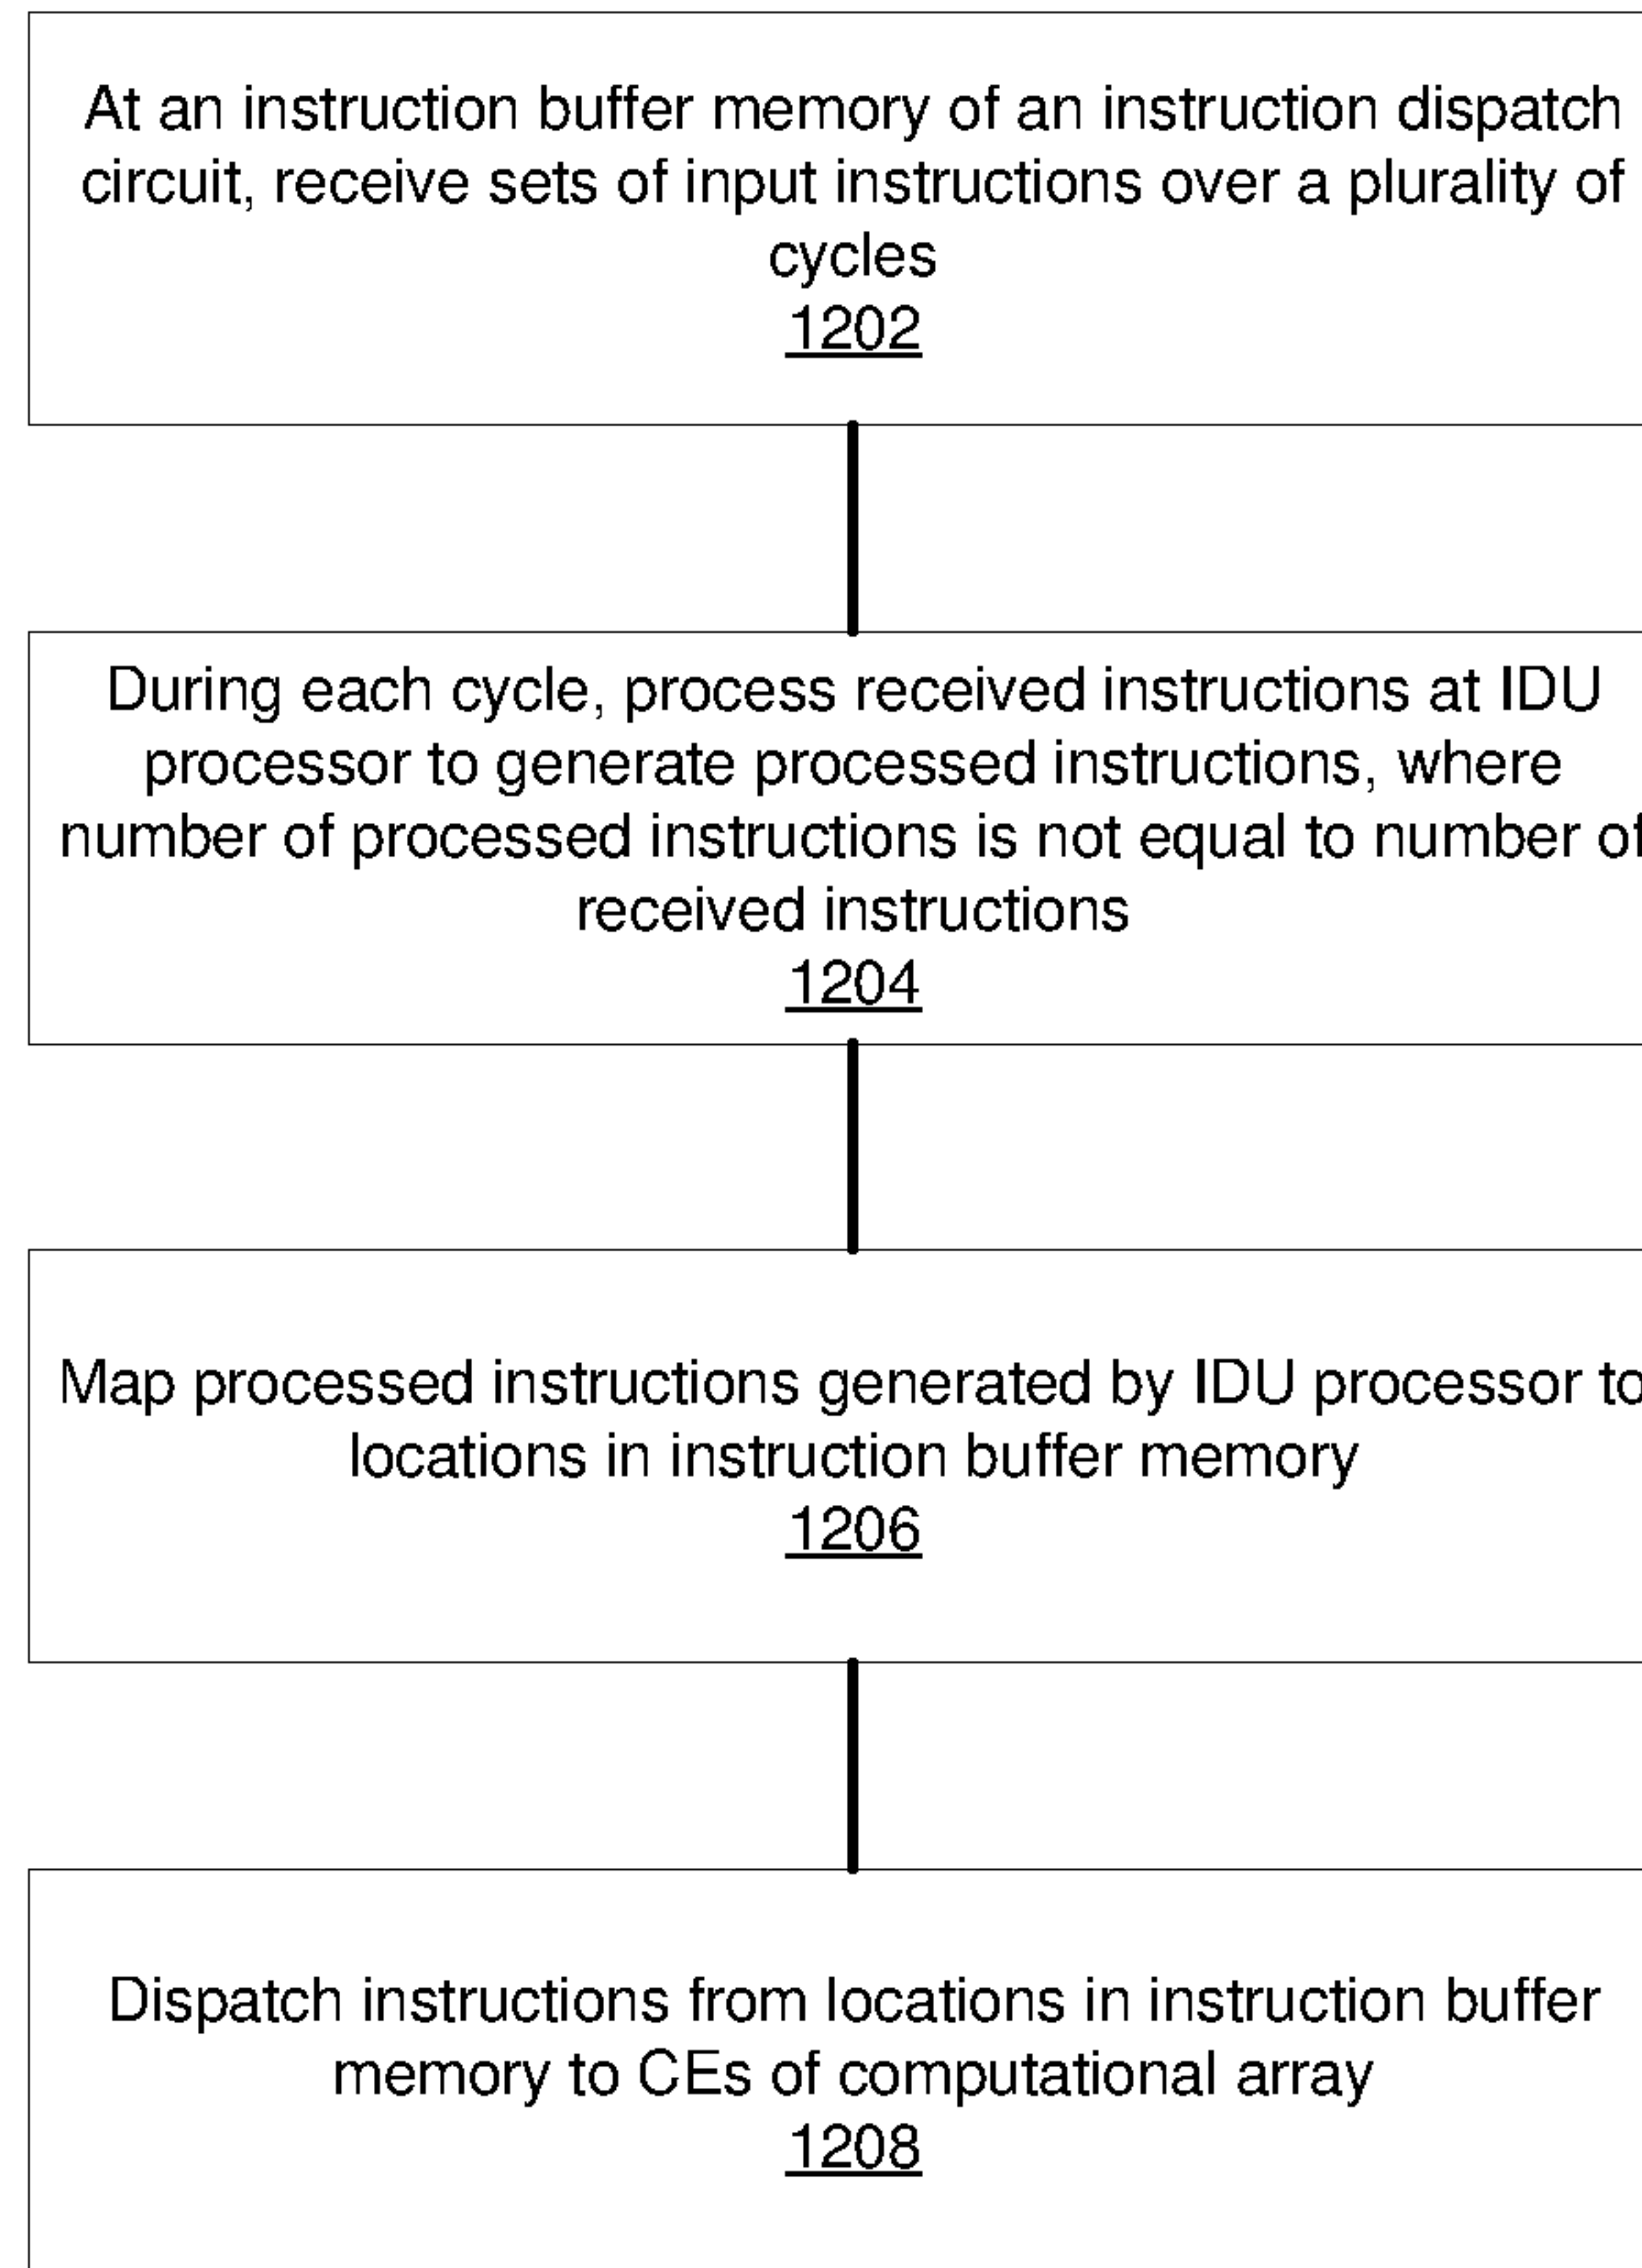 At an instruction buffer memory of an instruction dispatch
circuit, receive sets of input instructions over a plurality of
cycles
1202
During each cycle, process received instructions at IDU
processor to generate processed instructions, where
number of processed instructions is not equal to number of
received instructions
1204
Map processed instructions generated by IDU processor to
locations in instruction buffer memory
1206
Dispatch instructions from locations in instruction buffer
memory to CEs of computational array
1208